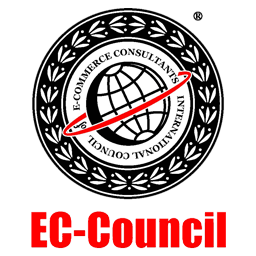 ®
E-COMMERCE CONSULTANTS
INTERNATIONAL COUNCIL
EC-Council